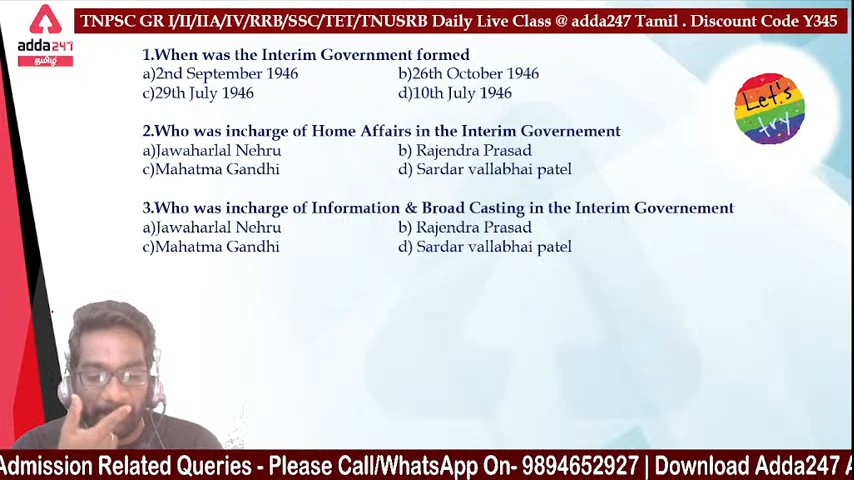 TNPSC GR I/II/IIA/IV/RRB/SSC/TET/TNUSRB Daily Live Class @ adda247 Tamil . Discount Code Y345
adda247
தமிழ்
1.When was the Interim Government formed
a)2nd September 1946 b)26th October 1946
c)29th July 1946 d)10th July 1946
Let's
try
2.Who was incharge of Home Affairs in the Interim Governement
a)Jawaharlal Nehru b) Rajendra Prasad
c)Mahatma Gandhi d) Sardar vallabhai patel
3.Who was incharge of Information & Broad Casting in the Interim Governement
a)Jawaharlal Nehru b) Rajendra Prasad
c)Mahatma Gandhi d) Sardar vallabhai patel
Admission Related Queries - Please Call/WhatsApp On- 9894652927 | Download Adda247 A